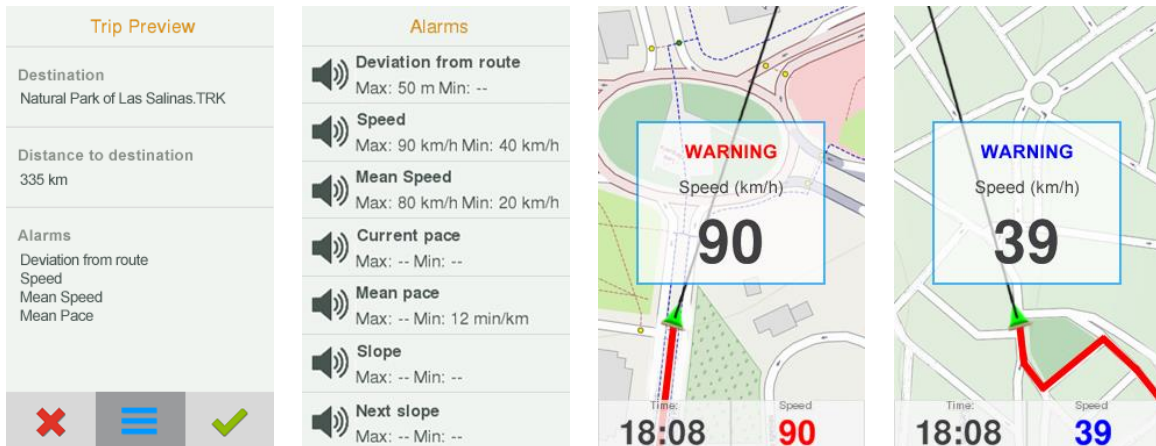 Trip Preview
Destination
Natural Park of Las Salinas.TRK
Distance to destination
335 km
Alarms
Deviation from route
Speed
Mean Speed
Mean Pace
Alarms
Deviation from route
Max: 50 m Min: --
Speed
Max: 90 km/h Min: 40 km/h
Mean Speed
Max: 80 km/h Min: 20 km/h
Current pace
Max: -- Min: --
Mean pace
Max: -- Min: 12 min/km
Slope
Max: -- Min: --
Next slope
Max: -- Min: --
WARNING
Speed (km/h)
90
Time: Speed
18:08 90
WARNING
Speed (km/h)
39
Time: Speed
18:08 39